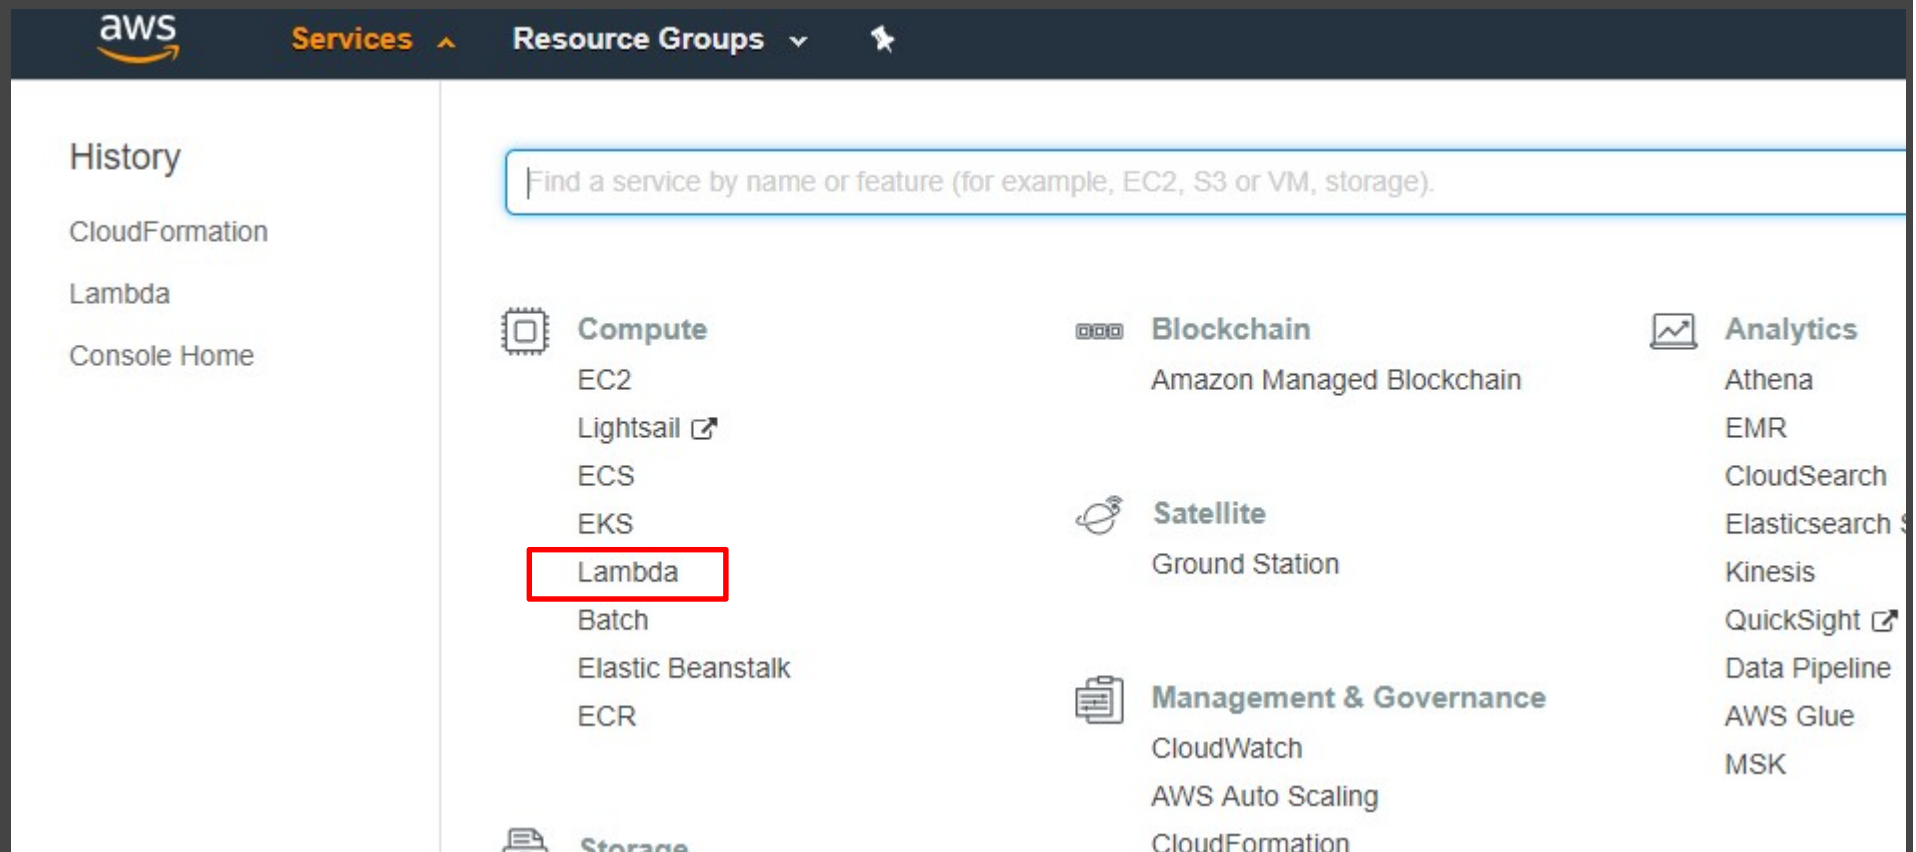 aws
Services
Resource Groups
History
CloudFormation
Lambda
Console Home
Find a service by name or feature (for example, EC2, S3 or VM, storage).
Compute
EC2
Lightsail
ECS
EKS
Lambda
Batch
Elastic Beanstalk
ECR
Storage
Blockchain
Amazon Managed Blockchain
Satellite
Ground Station
Management & Governance
CloudWatch
AWS Auto Scaling
CloudFormation
Analytics
Athena
EMR
CloudSearch
Elasticsearch
Kinesis
QuickSight
Data Pipeline
AWS Glue
MSK